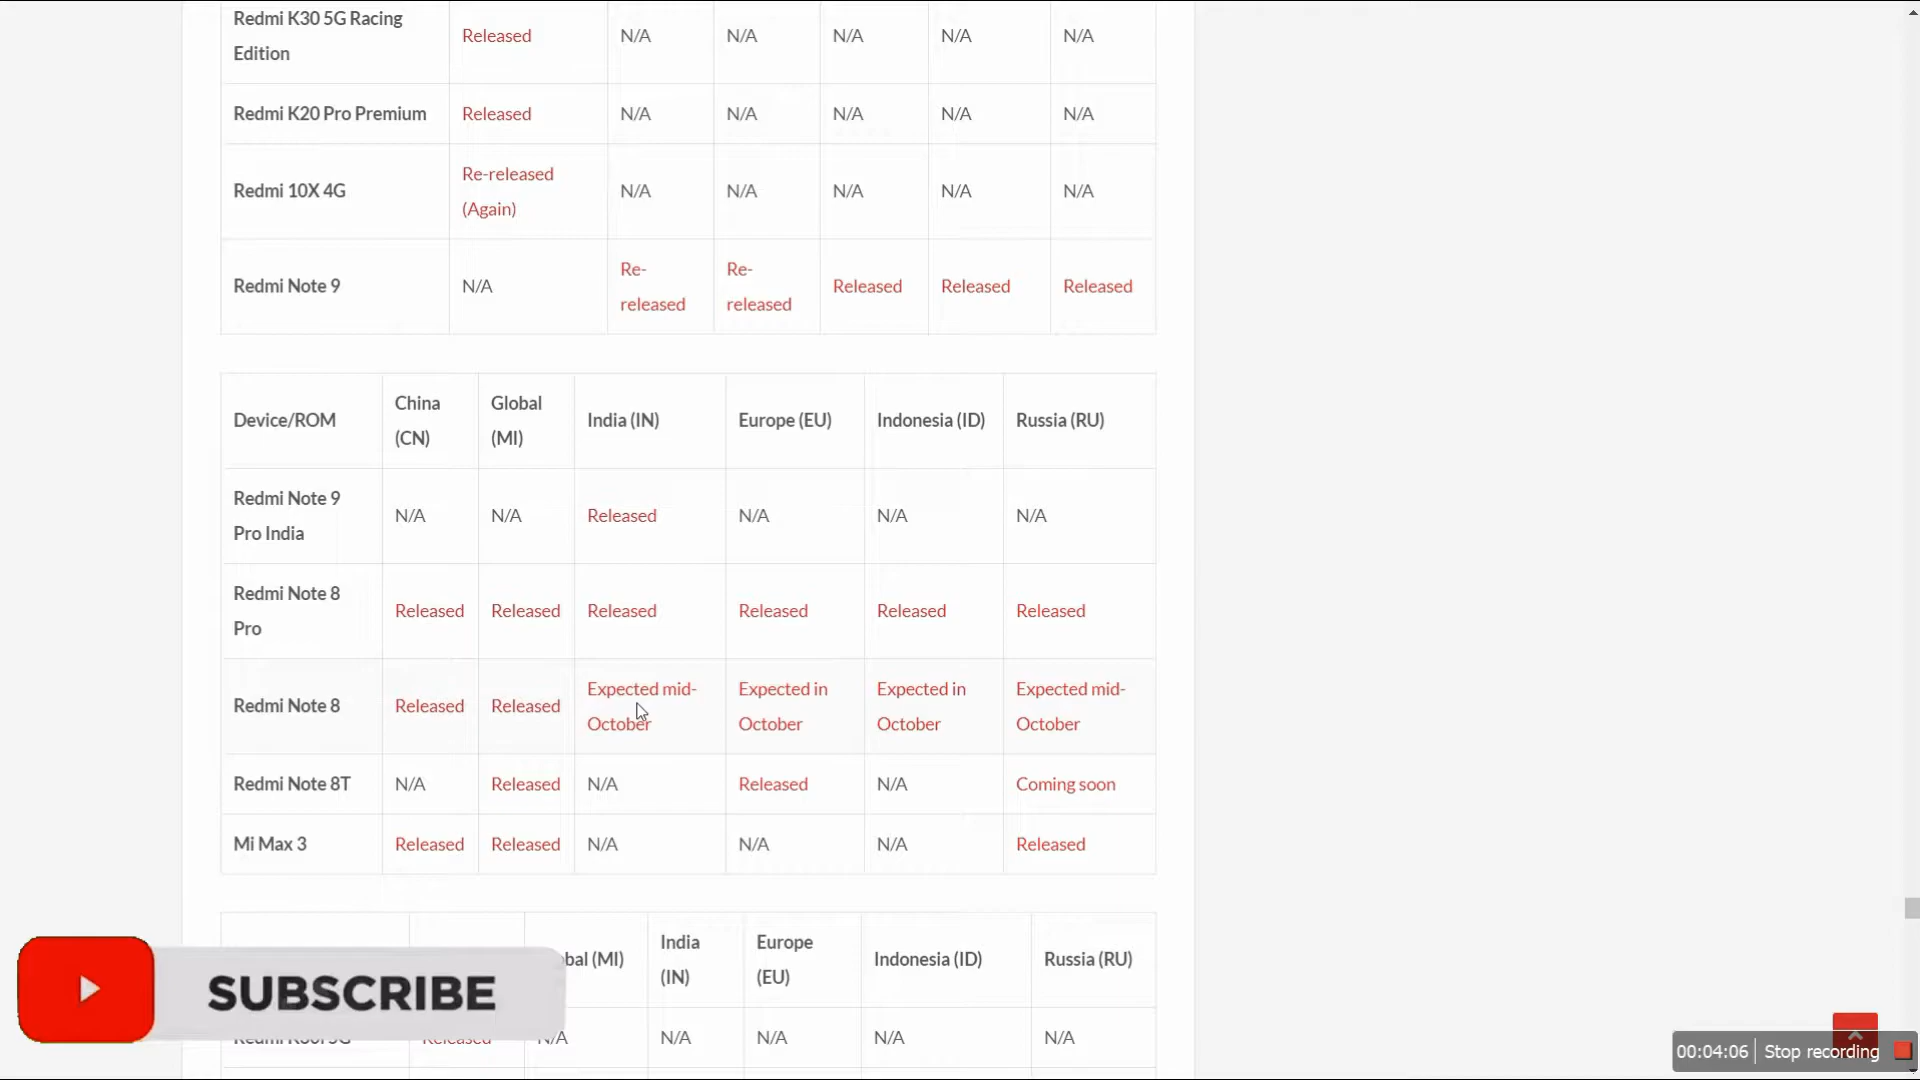 Redmi K30 5G Racing
Edition
Released
N/A
N/A
N/A
N/A
N/A
Redmi K20 Pro Premium
Released
N/A
N/A
N/A
N/A
N/A
Redmi 10X 4G
Re-released
(Again)
N/A
N/A
N/A
N/A
N/A
Redmi Note 9
N/A
Re-
released
Re-
released
Released
Released
Released
Device/ROM
China
(CN)
Global
(MI)
India (IN)
Europe (EU)
Indonesia (ID)
Russia (RU)
Redmi Note 9
Pro India
N/A
N/A
Released
N/A
N/A
N/A
Redmi Note 8
Pro
Released
Released
Released
Released
Released
Released
Redmi Note 8
Released
Released
Expected mid-
October
Expected in
October
Expected in
October
Expected mid-
October
Redmi Note 8T
N/A
Released
N/A
Released
N/A
Coming soon
Mi Max 3
Released
Released
N/A
N/A
N/A
Released
bal (MI)
India
(IN)
Europe
(EU)
Indonesia (ID)
Russia (RU)
SUBSCRIBE
Released
N/A
N/A
N/A
N/A
N/A
00:04:06
Stop recording